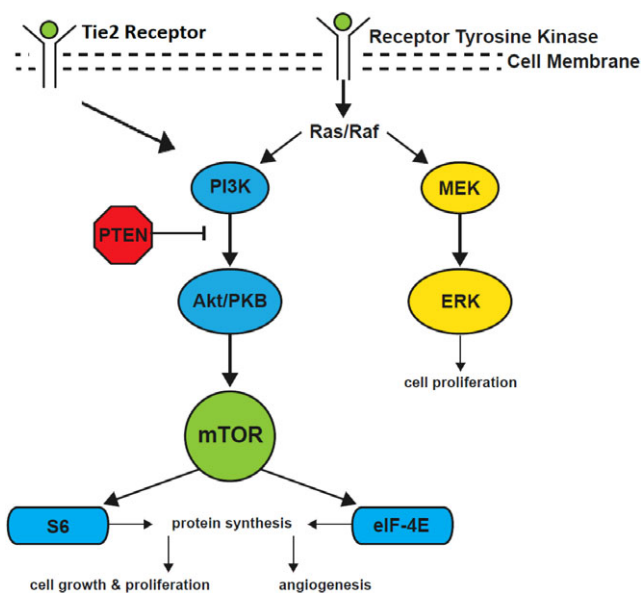 Tie2 Receptor
Receptor Tyrosine Kinase
Cell Membrane
Ras/Raf
PI3K
MEK
PTEN
Akt/PKB
ERK
cell proliferation
mTOR
S6
protein synthesis
eIF-4E
cell growth & proliferation
angiogenesis